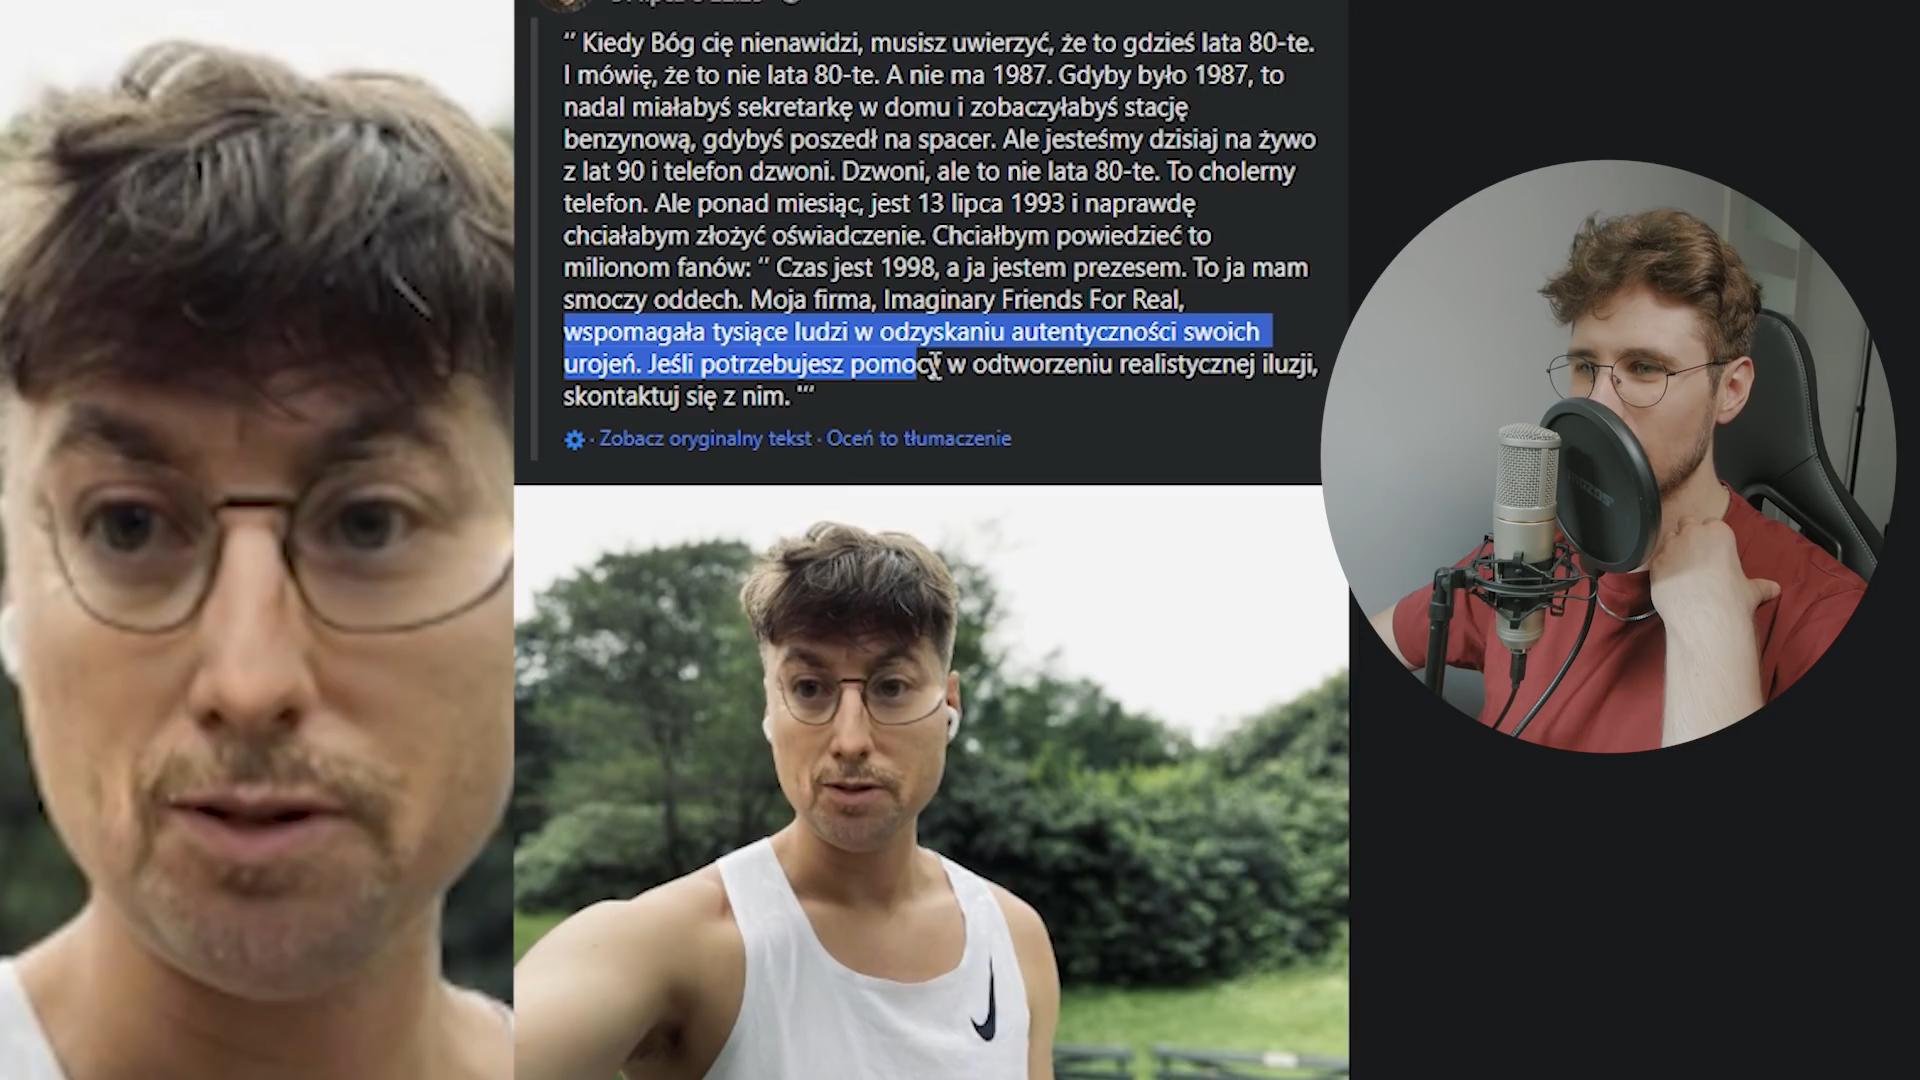 “ Kiedy Bóg cię nienawidzi, musisz uwierzyć, że to gdzieś lata 80-te.
I mówię, że to nie lata 80-te. A nie ma 1987. Gdyby było 1987, to
nadal miałabyś sekretarkę w domu i zobaczyłabyś stację
benzynową, gdybyś poszedł na spacer. Ale jesteśmy dzisiaj na żywo
z lat 90 i telefon dzwoni. Dzwoni, ale to nie lata 80-te. To cholerny
telefon. Ale ponad miesiąc, jest 13 lipca 1993 i naprawdę
chciałabym złożyć oświadczenie. Chciałbym powiedzieć to
milionom fanów: “ Czas jest 1998, a ja jestem prezesem. To ja mam
smoczy oddech. Moja firma, Imaginary Friends For Real,
wspomagała tysiące ludzi w odzyskaniu autentyczności swoich
urojeń. Jeśli potrzebujesz pomocy w odtworzeniu realistycznej iluzji,
skontaktuj się z nim. ”’
· Zobacz oryginalny tekst · Oceń to tłumaczenie